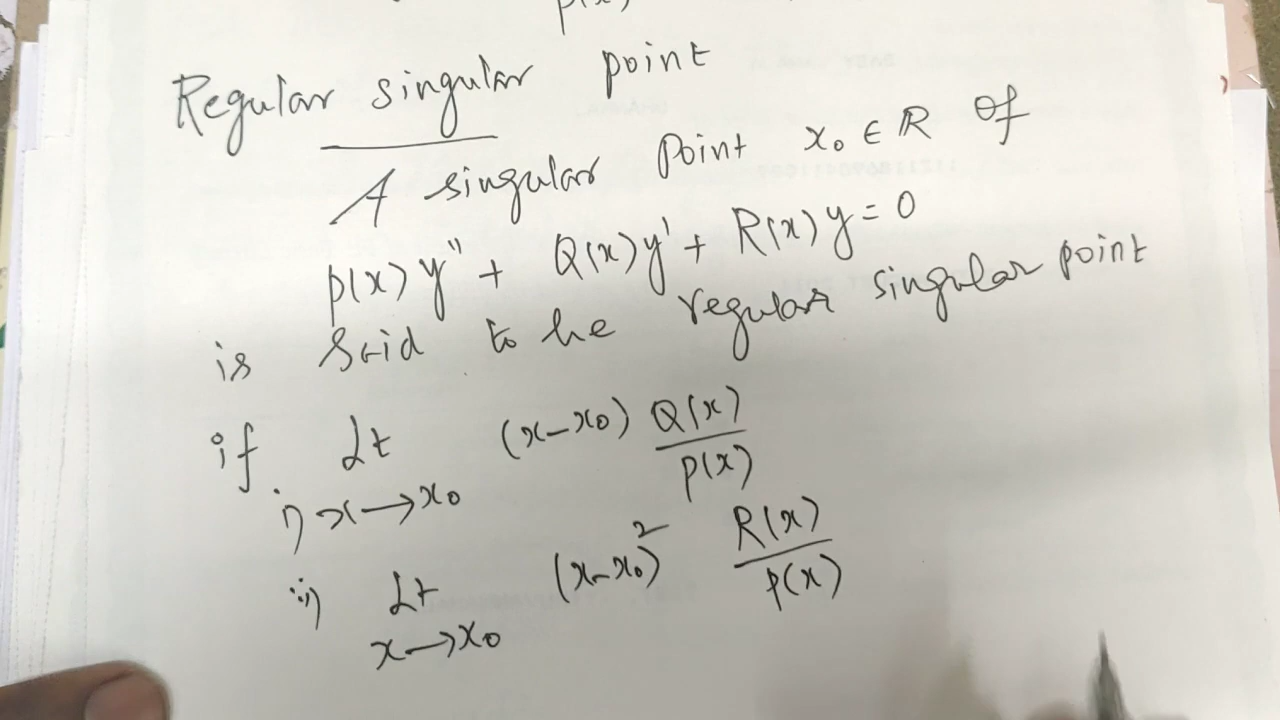 p(x)
Regular singular point
A singular point x₀ ∈ ℝ of
p(x) y'' + Q(x) y' + R(x) y = 0
is said to be regular singular point
if Lt (x-x₀) Q(x)/p(x)
i) x→x₀
ii) Lt (x-x₀)² R(x)/p(x)
x→x₀